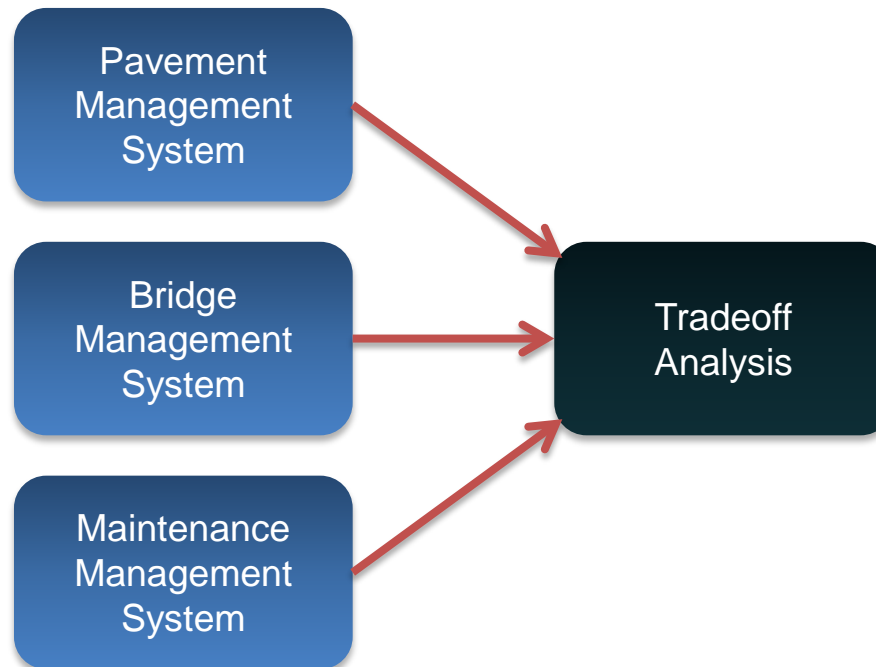 Pavement
Management
System
Bridge
Management
System
Tradeoff
Analysis
Maintenance
Management
System